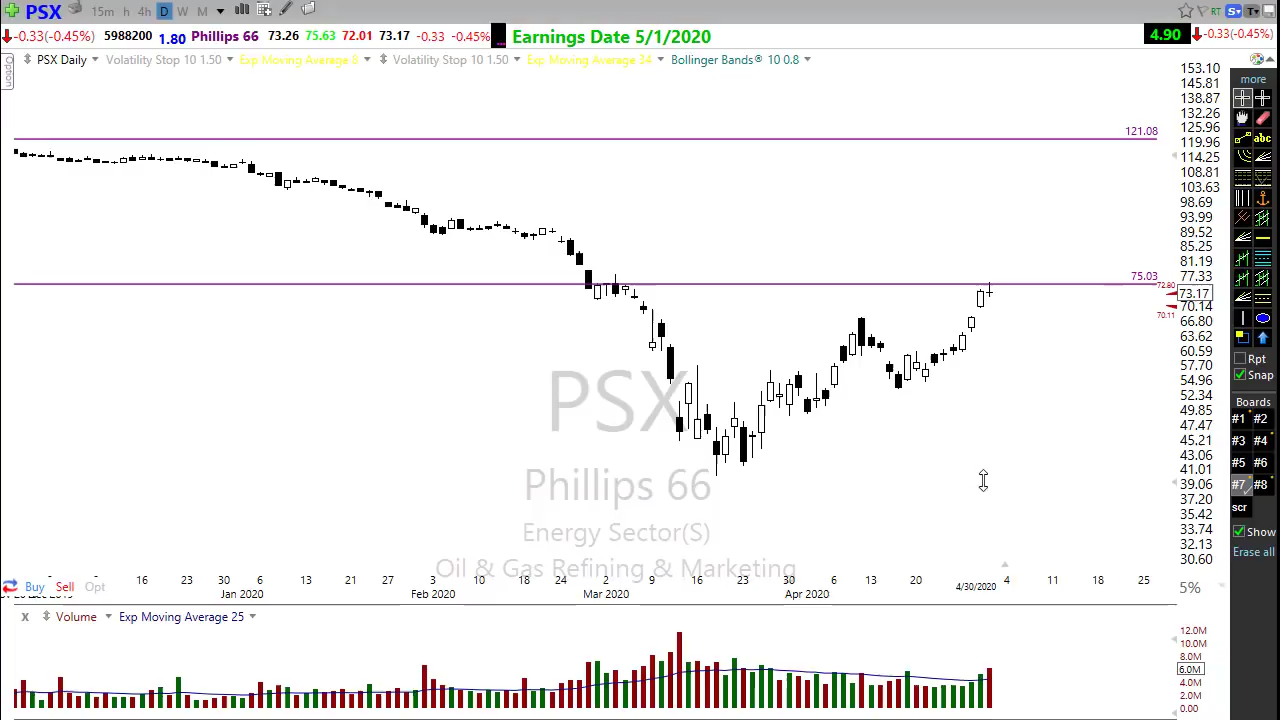 PSX 15m h 4h D W M RT S T
-0.33(-0.45%) 5988200 1.80 Phillips 66 73.26 75.63 72.01 73.17 -0.33 -0.45% Earnings Date 5/1/2020 4.90 -0.33(-0.45%)
Option
PSX Daily Volatility Stop 10 1.50 Exp Moving Average 8 Volatility Stop 10 1.50 Exp Moving Average 34 Bollinger Bands® 10 0.8
153.10
145.81
138.87
132.26
125.96
119.96
114.25
108.81
103.63
98.69
93.99
89.52
85.25
81.19
77.33
73.17
70.14
66.80
63.62
60.59
57.70
54.96
52.34
49.85
47.47
45.21
43.06
41.01
39.06
37.20
35.42
33.74
32.13
30.60
121.08
75.03
72.80
70.11
PSX
Phillips 66
Energy Sector(S)
Oil & Gas Refining & Marketing
16 23 30 6 13 21 27 3 10 18 24 2 9 16 23 30 6 13 20 4 11 18 25
Jan 2020 Feb 2020 Mar 2020 Apr 2020 4/30/2020
Buy Sell Opt
5%
X Volume Exp Moving Average 25
12.0M
10.0M
8.0M
6.0M
4.0M
2.0M
0.00
more
abc
Rpt
Snap
Boards
#1 #2
#3 #4
#5 #6
#7 #8
scr
Show
Erase all